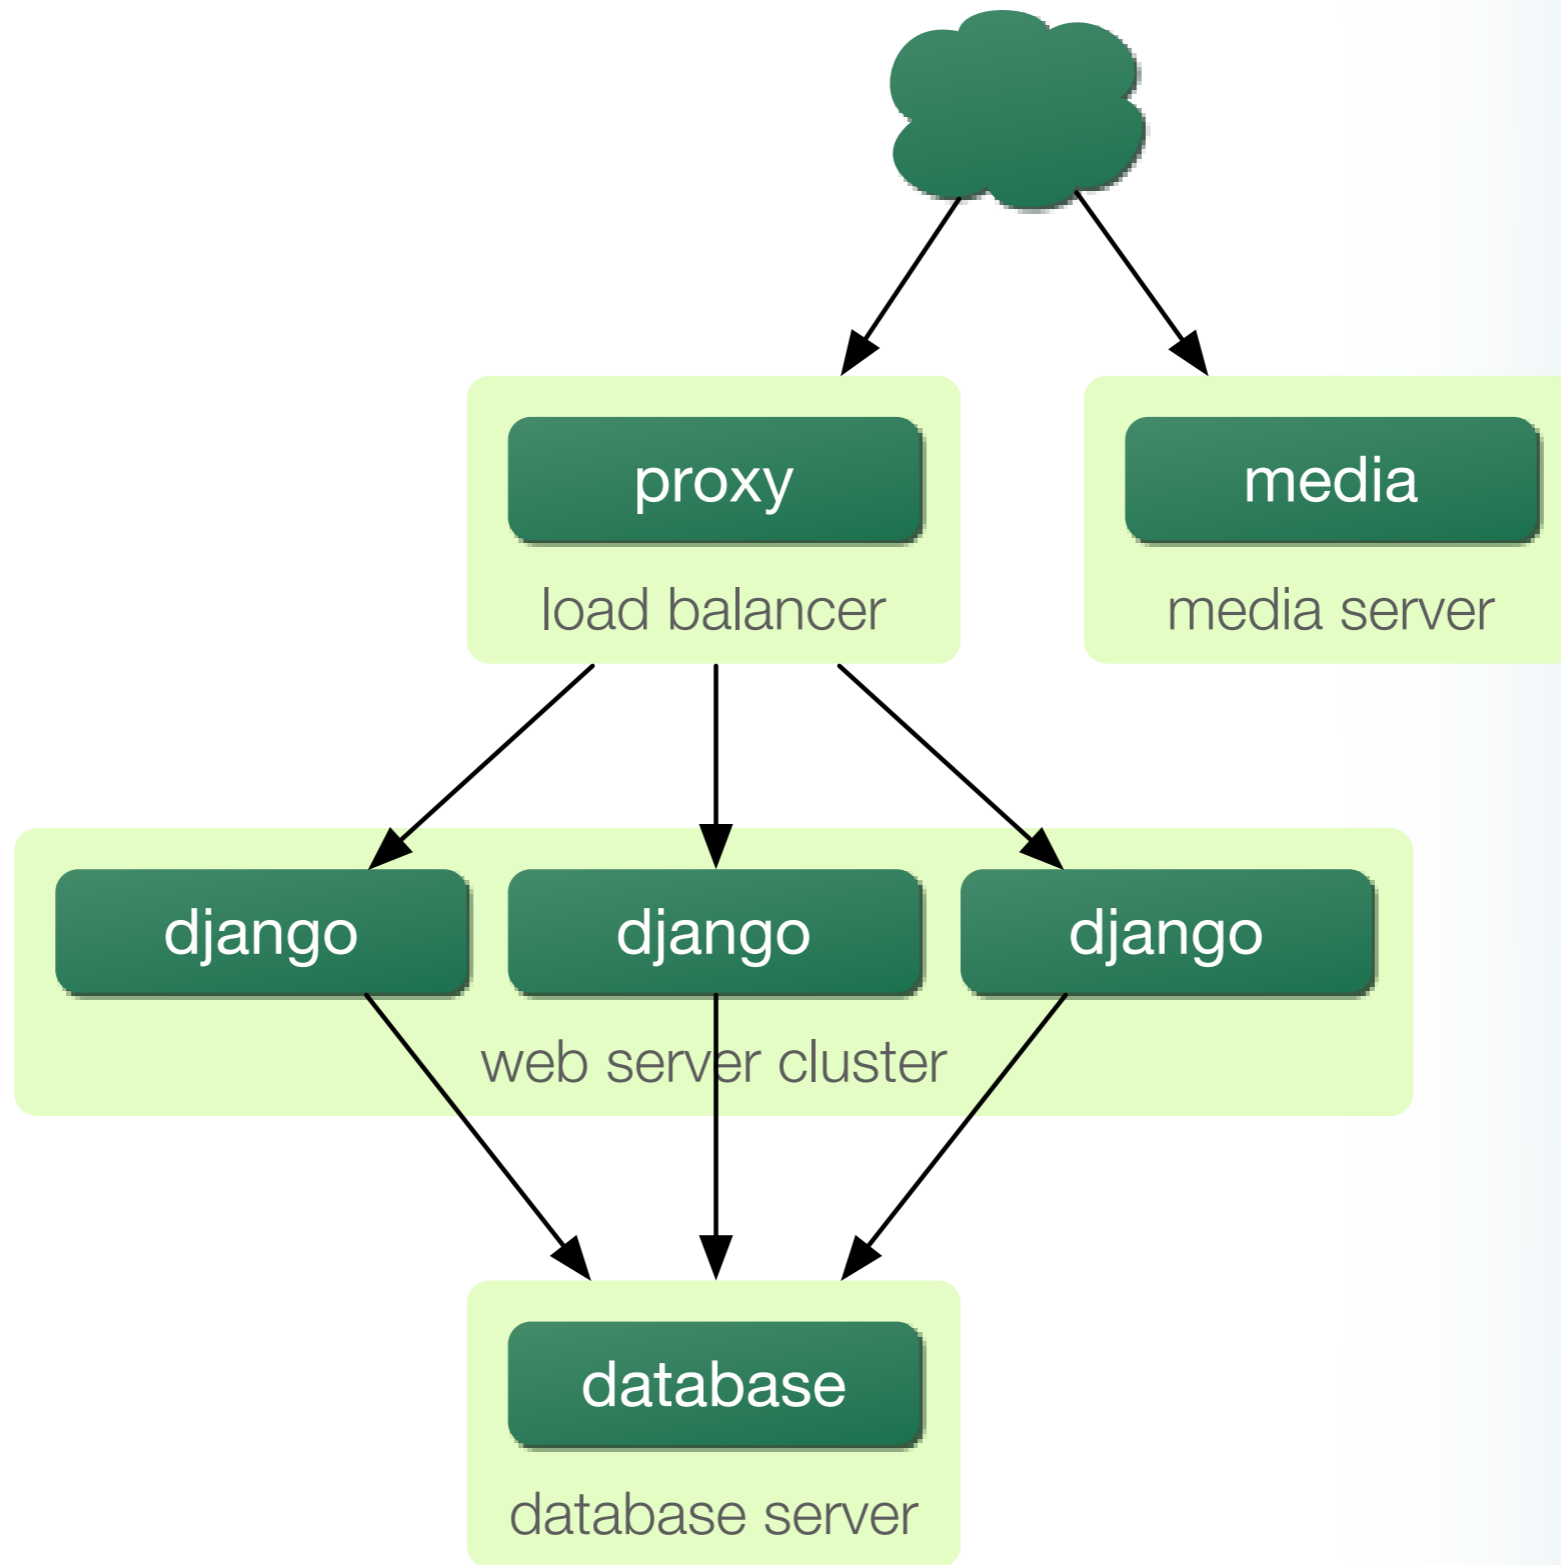 proxy
media
load balancer
media server
django
django
django
web server cluster
database
database server